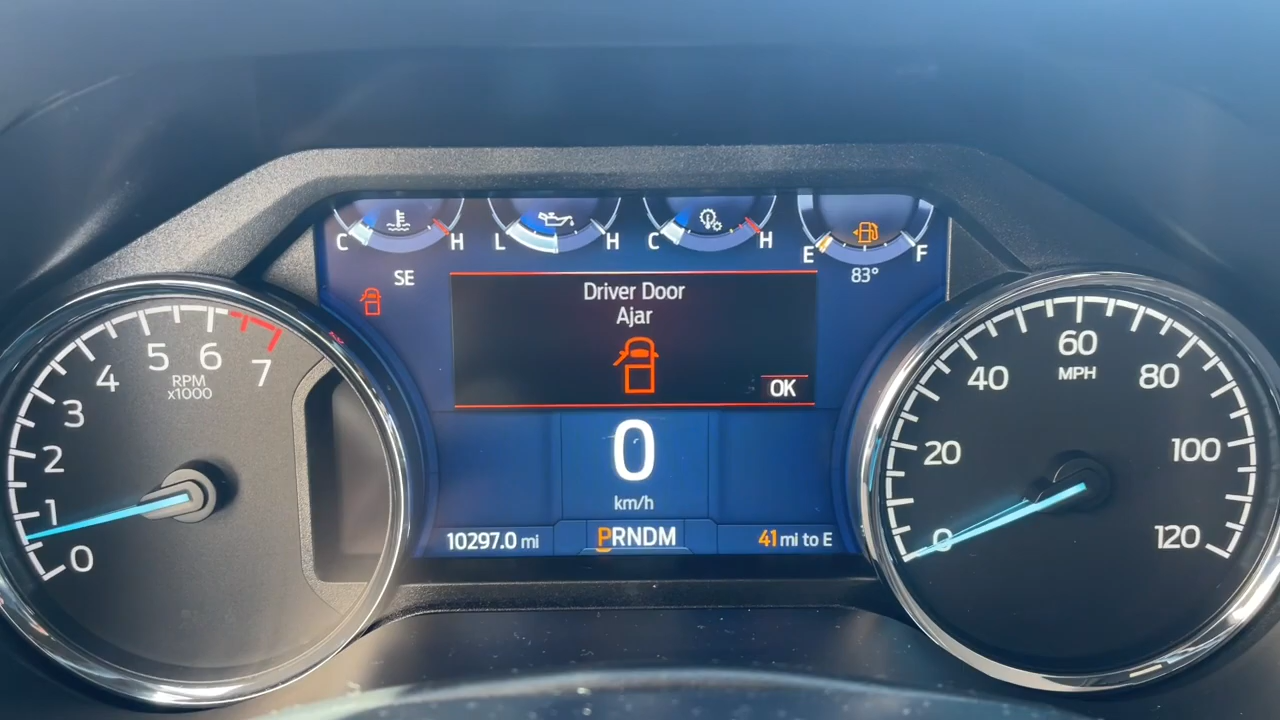 C H L H C H E F
SE
83°
Driver Door
Ajar
OK
0
km/h
10297.0 mi
PRNDM
41 mi to E
0 1 2 3 4 5 6 7
RPM
x1000
0 20 40 60 80 100 120
MPH